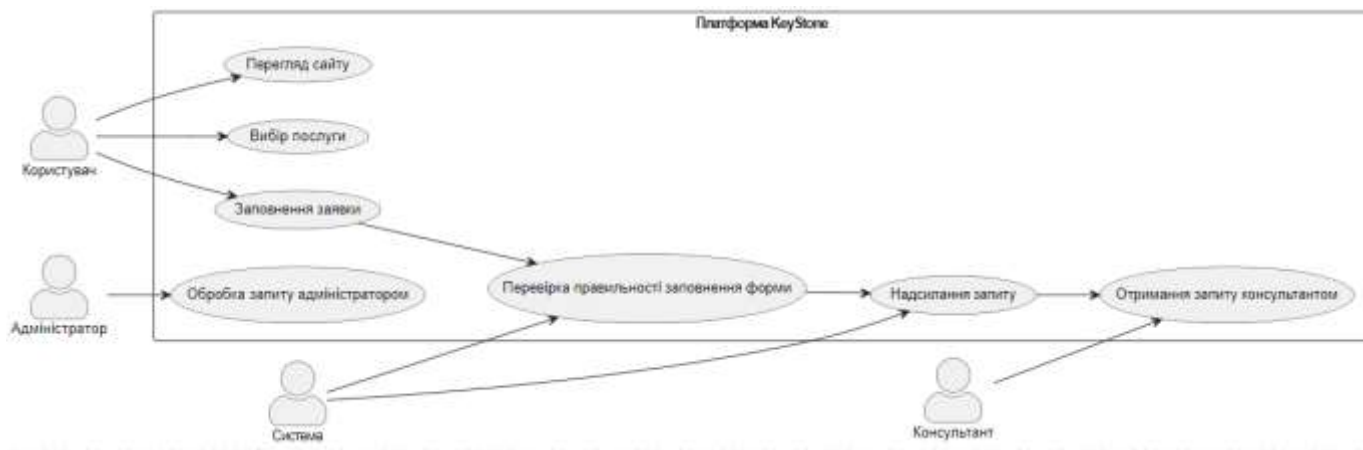 Платформа KeyStone
Перегляд сайту
Вибір послуги
Користувач
Заповнення заявки
Обробка запиту адміністратором
Перевірка правильності заповнення форми
Надсилання запиту
Отримання запиту консультантом
Адміністратор
Система
Консультант